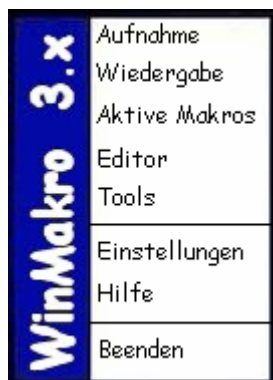 WinMakro 3.x
Aufnahme
Wiedergabe
Aktive Makros
Editor
Tools
Einstellungen
Hilfe
Beenden